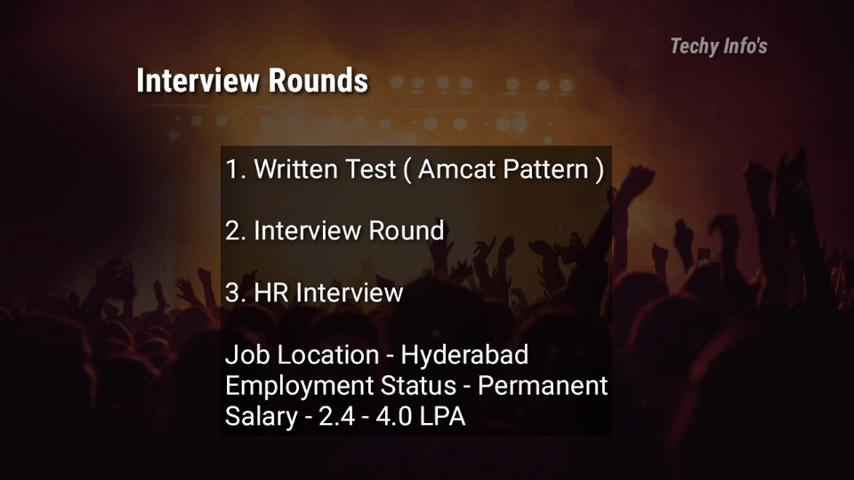 Techy Info's
Interview Rounds
1. Written Test ( Amcat Pattern )
2. Interview Round
3. HR Interview
Job Location - Hyderabad
Employment Status - Permanent
Salary - 2.4 - 4.0 LPA